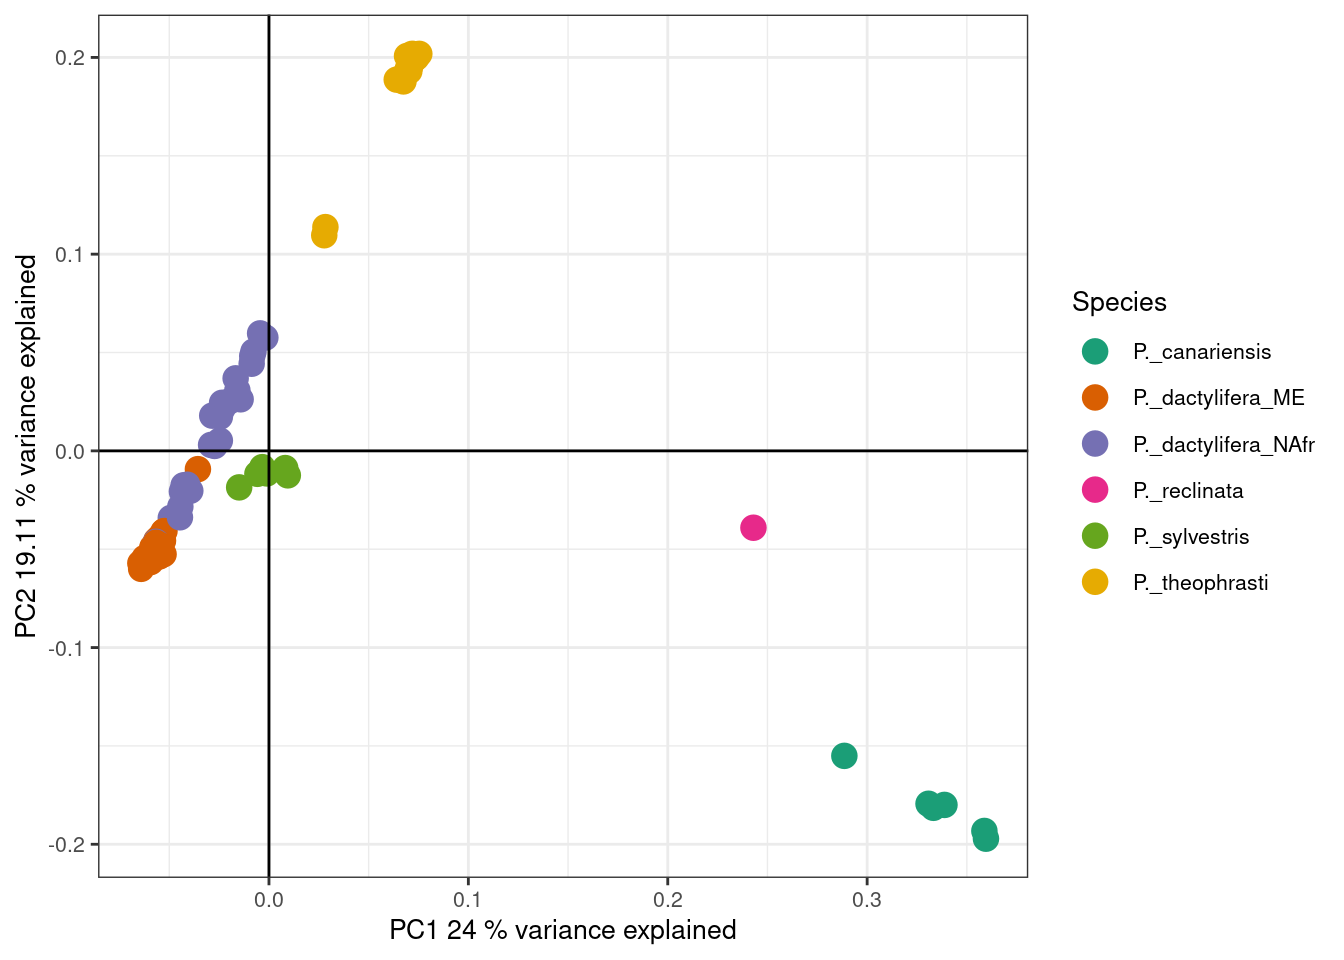 0.2
0.1
0.0
-0.1
-0.2
PC2 19.11 % variance explained
0.0 0.1 0.2 0.3
PC1 24 % variance explained
Species
P._canariensis
P._dactylifera_ME
P._dactylifera_NAfr
P._reclinata
P._sylvestris
P._theophrasti